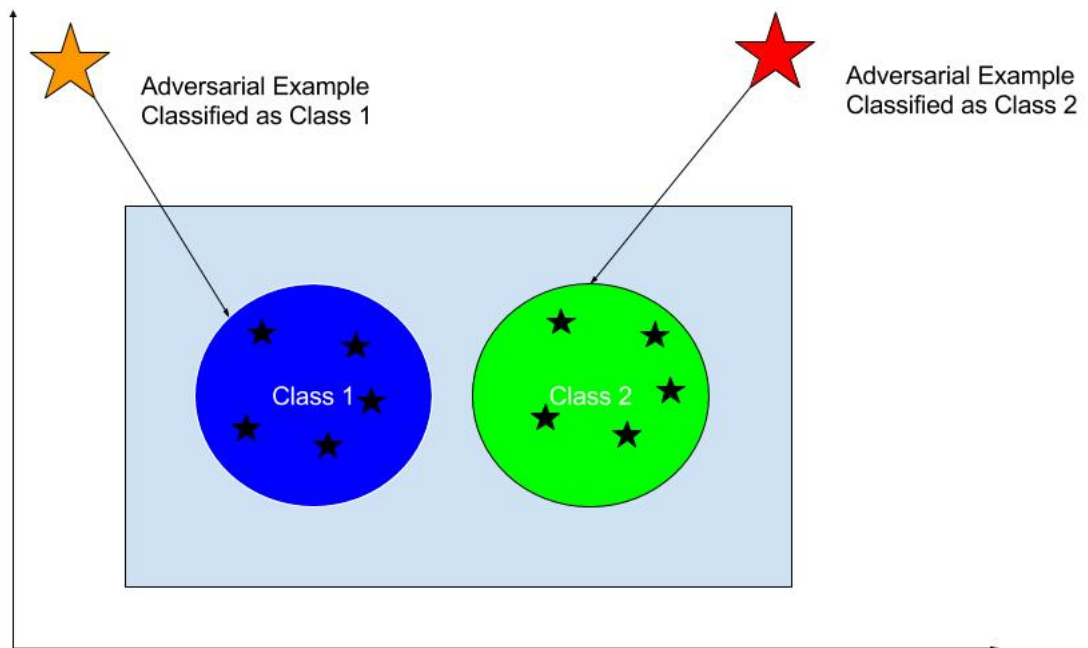 Adversarial Example
Classified as Class 1
Adversarial Example
Classified as Class 2
Class 1
Class 2